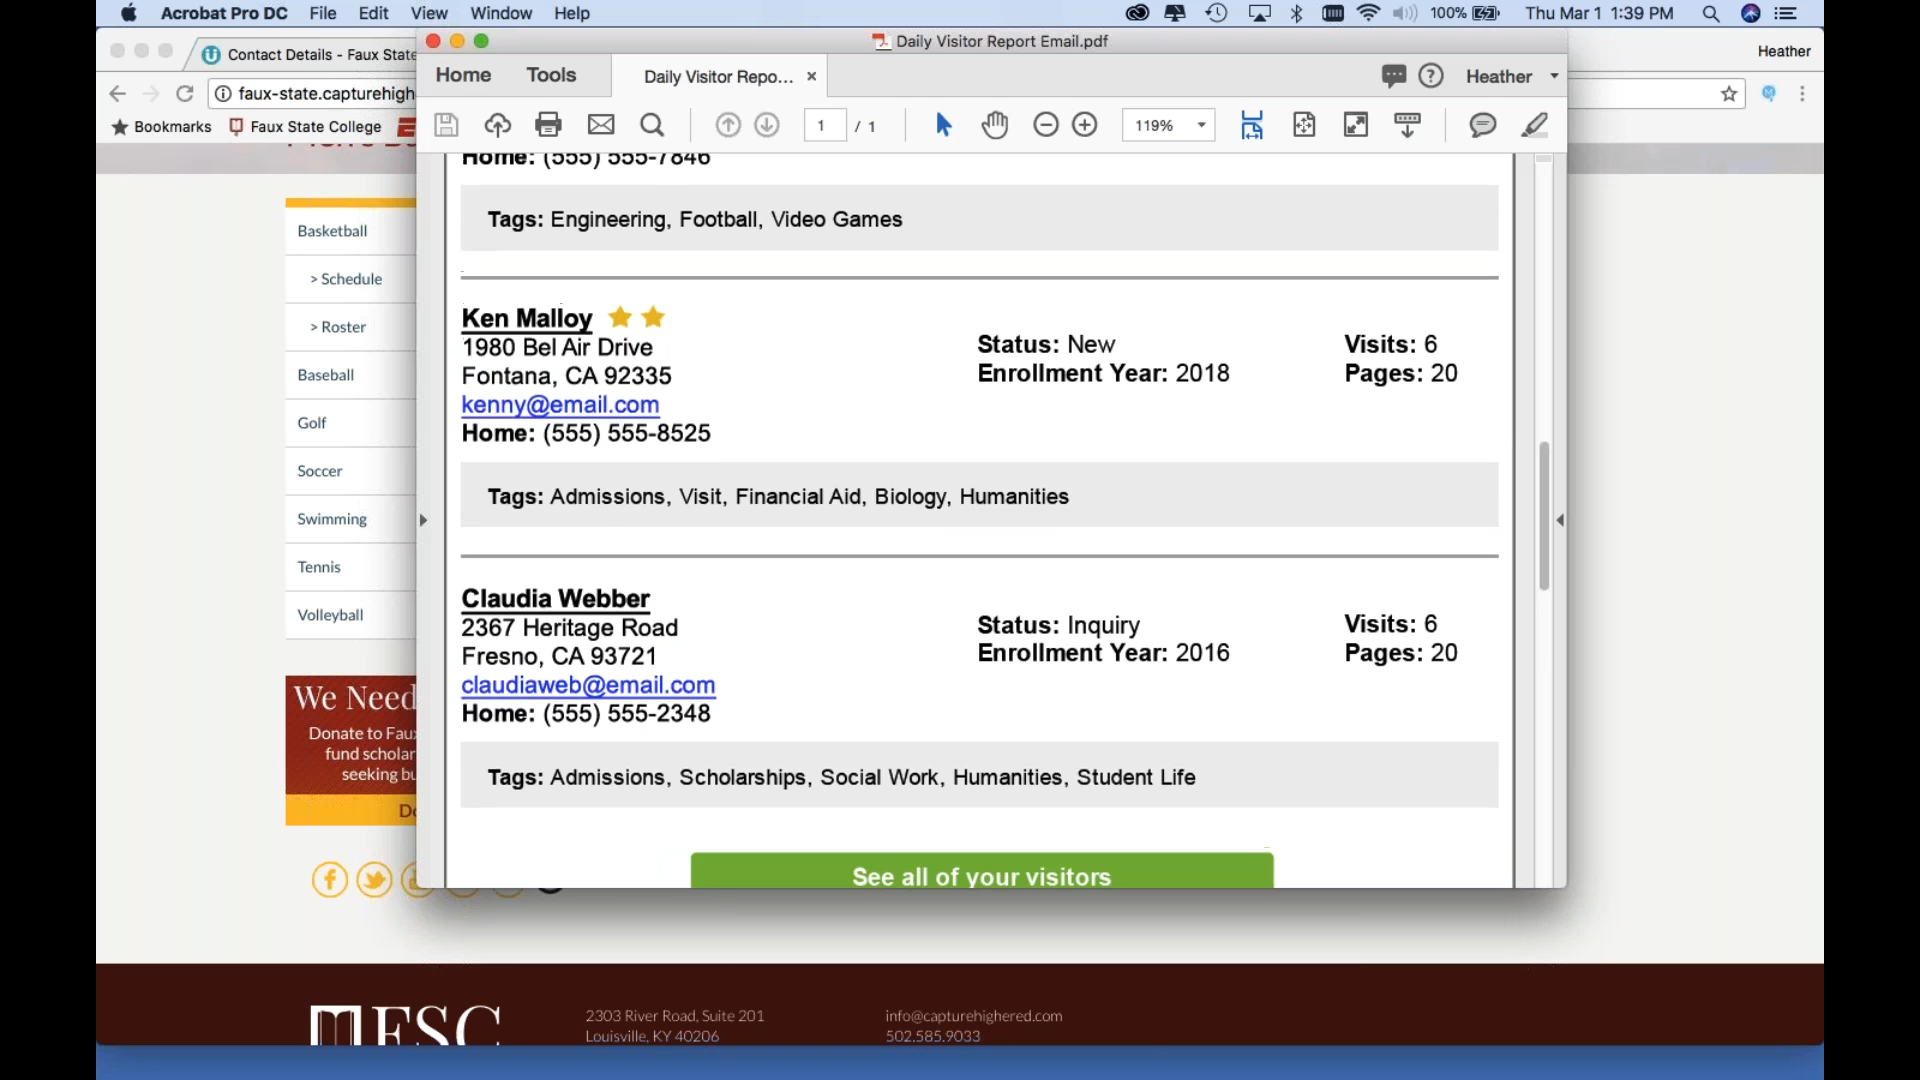 Acrobat Pro DC File Edit View Window Help
100% Thu Mar 1 1:39 PM
Daily Visitor Report Email.pdf
Contact Details - Faux State
Heather
Home Tools Daily Visitor Repo... × Heather
faux-state.capturehigh
Bookmarks Faux State College
1 / 1 119%
Home: (555) 555-7846
Tags: Engineering, Football, Video Games
Basketball
> Schedule
> Roster
Baseball
Golf
Soccer
Swimming
Tennis
Volleyball
Ken Malloy
1980 Bel Air Drive
Fontana, CA 92335
kenny@email.com
Home: (555) 555-8525
Status: New
Enrollment Year: 2018
Visits: 6
Pages: 20
Tags: Admissions, Visit, Financial Aid, Biology, Humanities
Claudia Webber
2367 Heritage Road
Fresno, CA 93721
claudiaweb@email.com
Home: (555) 555-2348
Status: Inquiry
Enrollment Year: 2016
Visits: 6
Pages: 20
Tags: Admissions, Scholarships, Social Work, Humanities, Student Life
See all of your visitors
We Need
Donate to Fau
fund scholar
seeking bu
FSC
2303 River Road, Suite 201
Louisville, KY 40206
info@capturehighered.com
502.585.9033